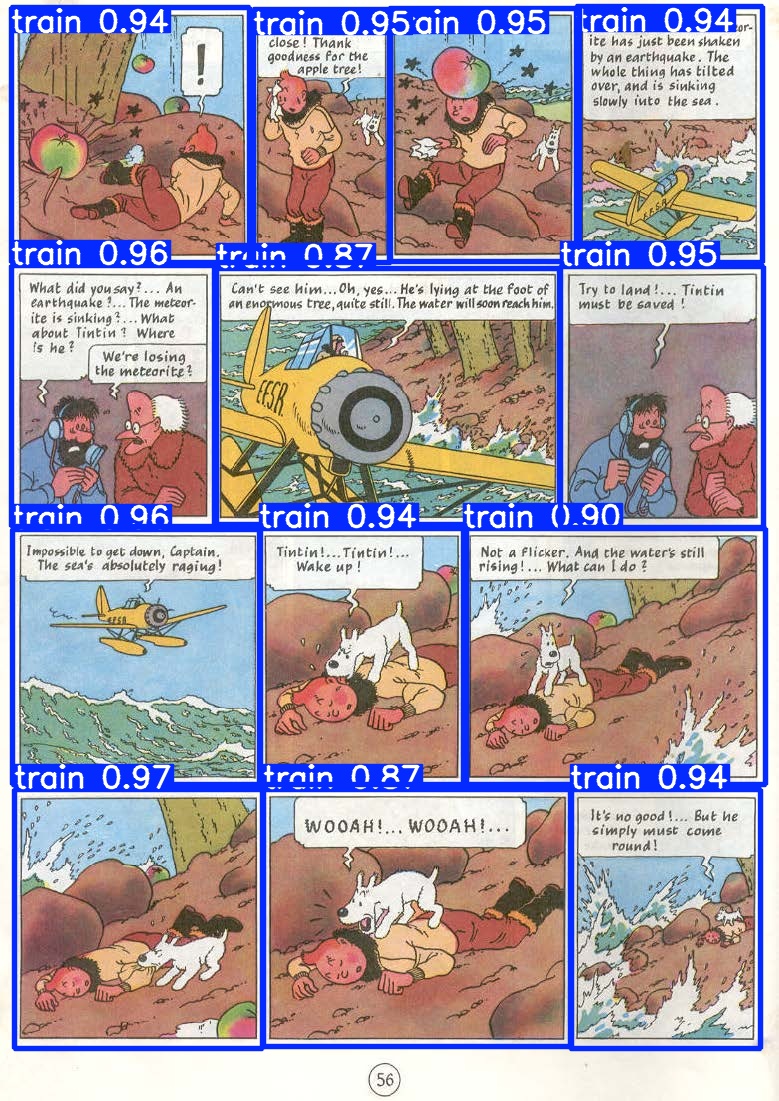 train 0.94
train 0.95
ain 0.95
train 0.94
!
close! Thank
goodness for the
apple tree!
ite has just been shaken
by an earthquake. The
whole thing has tilted
over, and is sinking
slowly into the sea.
E.F.S.R.
train 0.96
train 0.87
train 0.95
What did you say?... An
earthquake?... The meteor-
ite is sinking?... What
about Tintin? Where
is he?
We're losing
the meteorite?
Can't see him... Oh, yes... He's lying at the foot of
an enormous tree, quite still. The water will soon reach him.
E.F.S.R.
Try to land!... Tintin
must be saved!
train 0.96
train 0.94
train 0.90
Impossible to get down, Captain.
The sea's absolutely raging!
E.F.S.R.
Tintin!... Tintin!...
Wake up!
Not a flicker. And the water's still
rising!... What can I do?
train 0.97
train 0.87
train 0.94
WOOAH!... WOOAH!...
It's no good!... But he
simply must come
round!
56